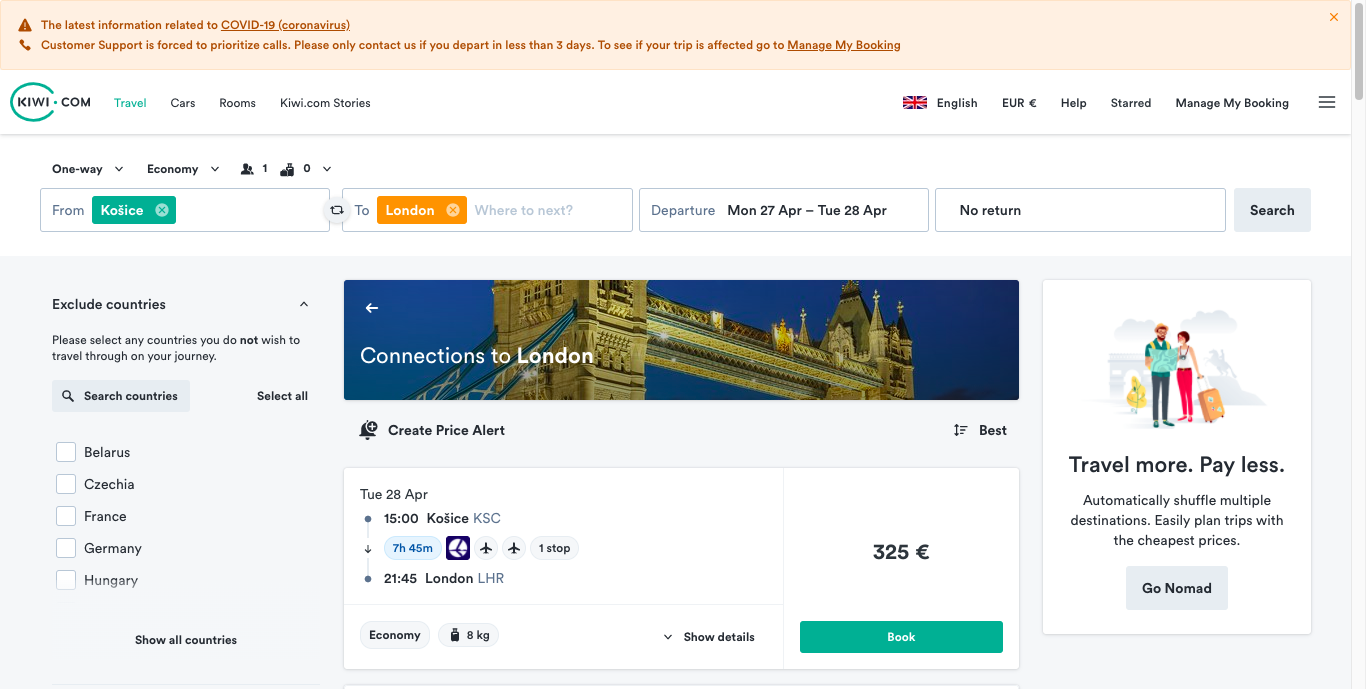 The latest information related to COVID-19 (coronavirus)
Customer Support is forced to prioritize calls. Please only contact us if you depart in less than 3 days. To see if your trip is affected go to Manage My Booking
KIWI.COM Travel Cars Rooms Kiwi.com Stories English EUR € Help Starred Manage My Booking
One-way Economy 1 0
From Košice To London Where to next? Departure Mon 27 Apr – Tue 28 Apr No return Search
Exclude countries
Please select any countries you do not wish to
travel through on your journey.
Search countries Select all
Belarus
Czechia
France
Germany
Hungary
Show all countries
Connections to London
Create Price Alert Best
Tue 28 Apr
15:00 Košice KSC
7h 45m 1 stop
21:45 London LHR
325 €
Economy 8 kg Show details Book
Travel more. Pay less.
Automatically shuffle multiple
destinations. Easily plan trips with
the cheapest prices.
Go Nomad